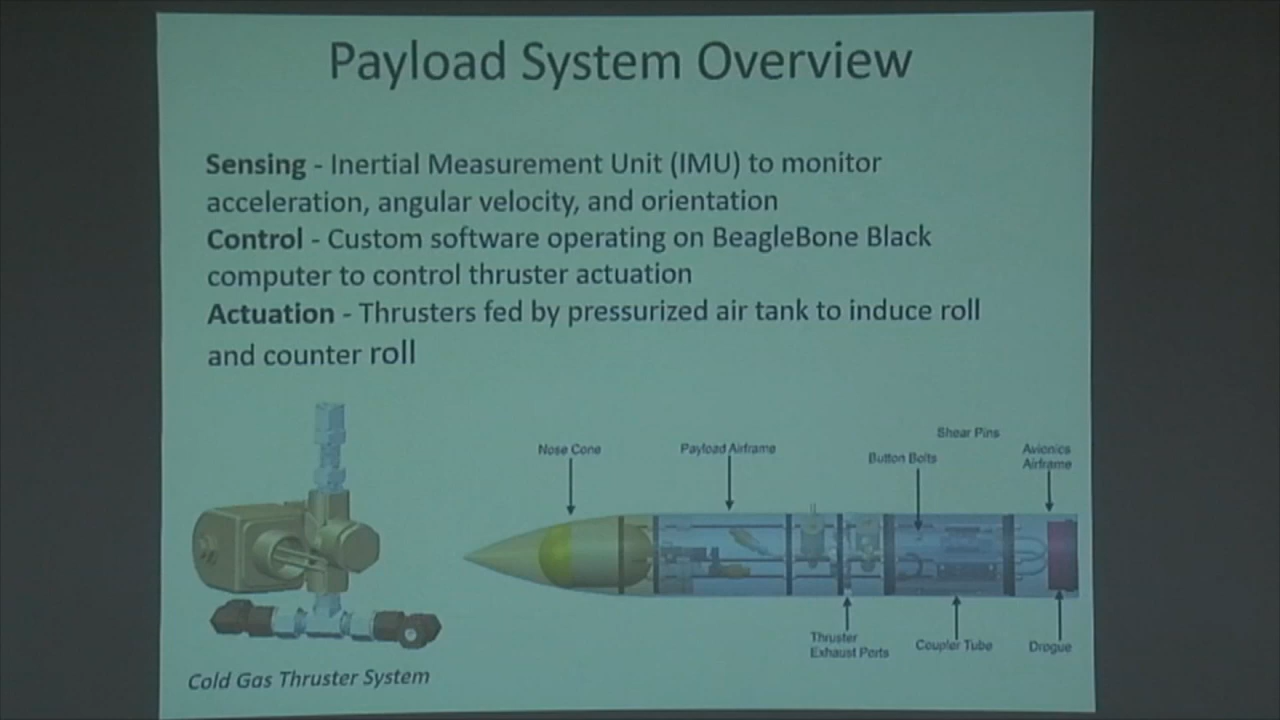 Payload System Overview
Sensing - Inertial Measurement Unit (IMU) to monitor
acceleration, angular velocity, and orientation
Control - Custom software operating on BeagleBone Black
computer to control thruster actuation
Actuation - Thrusters fed by pressurized air tank to induce roll
and counter roll
Shear Pins
Nose Cone
Payload Airframe
Button Bolts
Avionics
Airframe
Thruster
Exhaust Ports
Coupler Tube
Drogue
Cold Gas Thruster System